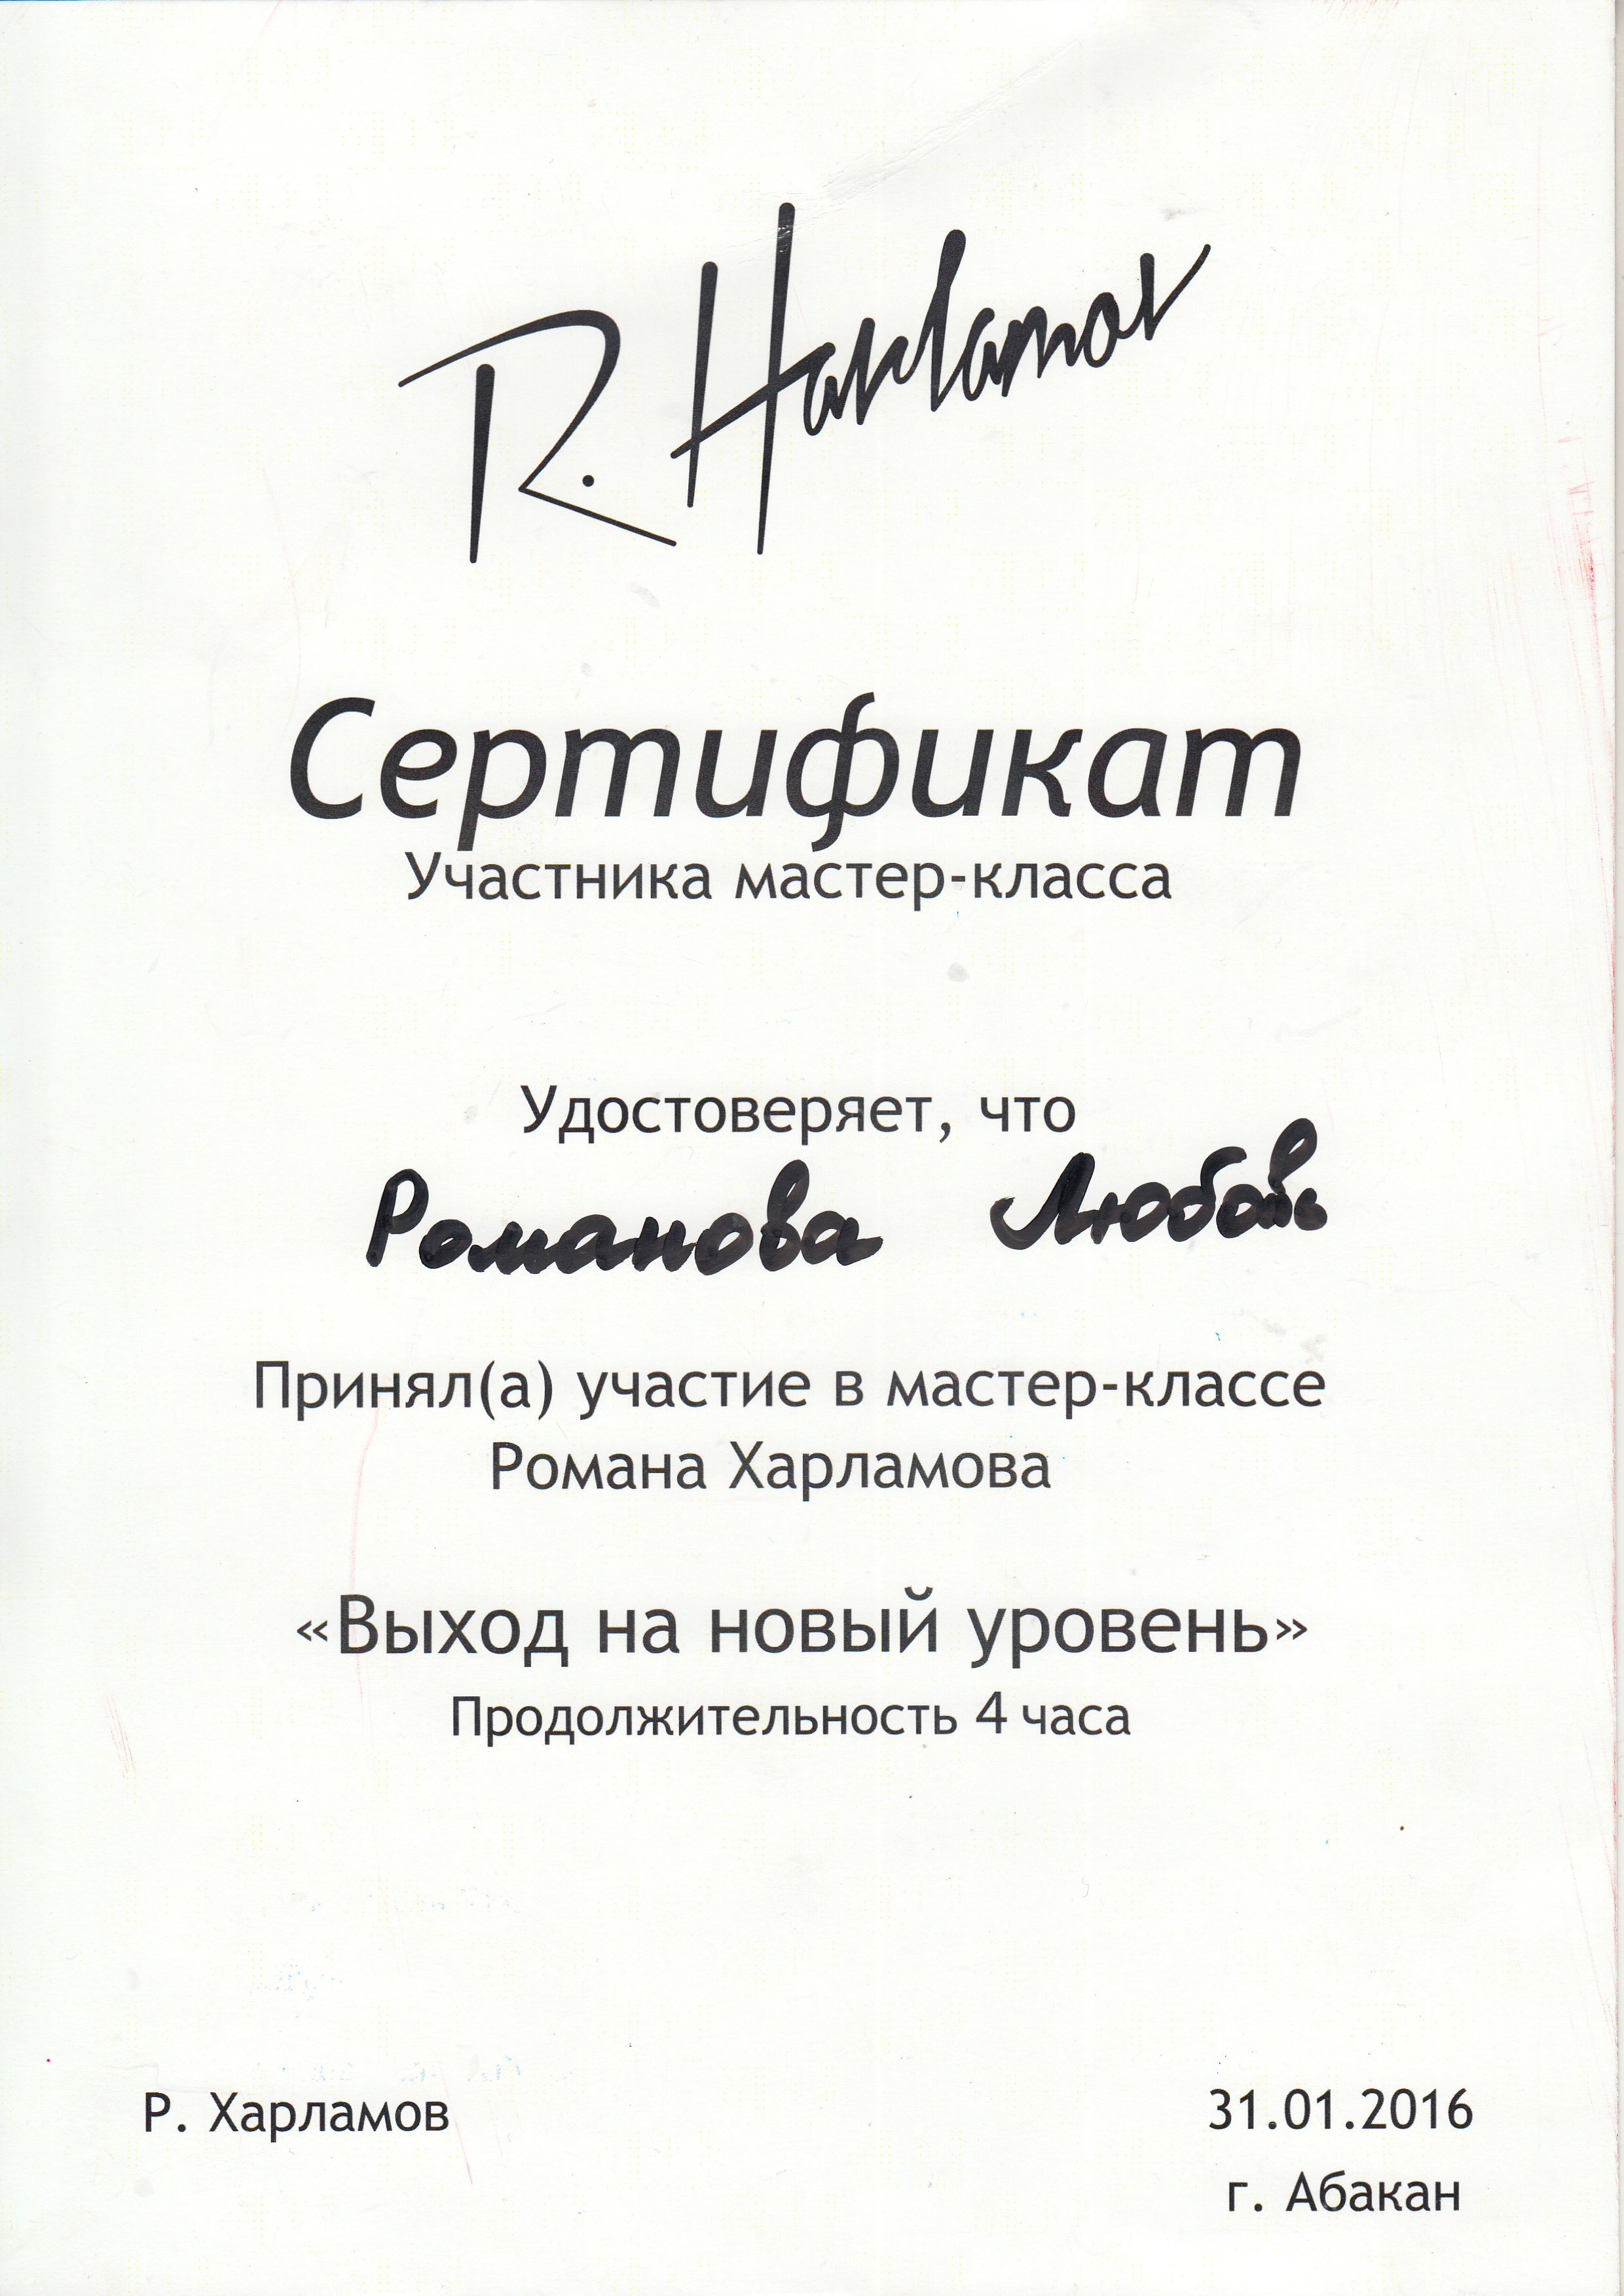 R. Harlamov
Сертификат
Участника мастер-класса
Удостоверяет, что
Романова Любовь
Принял(а) участие в мастер-классе
Романа Харламова
«Выход на новый уровень»
Продолжительность 4 часа
Р. Харламов
31.01.2016
г. Абакан